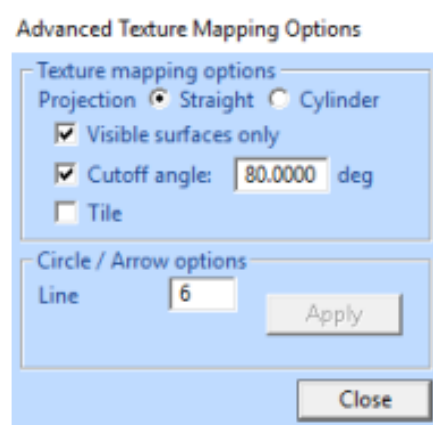 Advanced Texture Mapping Options
Texture mapping options
Projection Straight Cylinder
Visible surfaces only
Cutoff angle: 80.0000 deg
Tile
Circle / Arrow options
Line 6
Apply
Close